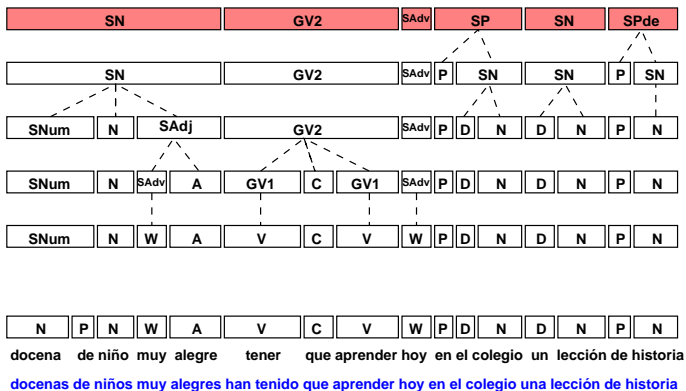 SN GV2 SAdv SP SN SPde
SN GV2 SAdv P SN SN P SN
SNum N SAdj GV2 SAdv P D N D N P N
SNum N SAdv A GV1 C GV1 SAdv P D N D N P N
SNum N W A V C V W P D N D N P N
N P N W A V C V W P D N D N P N
docena de niño muy alegre tener que aprender hoy en el colegio un lección de historia
docenas de niños muy alegres han tenido que aprender hoy en el colegio una lección de historia